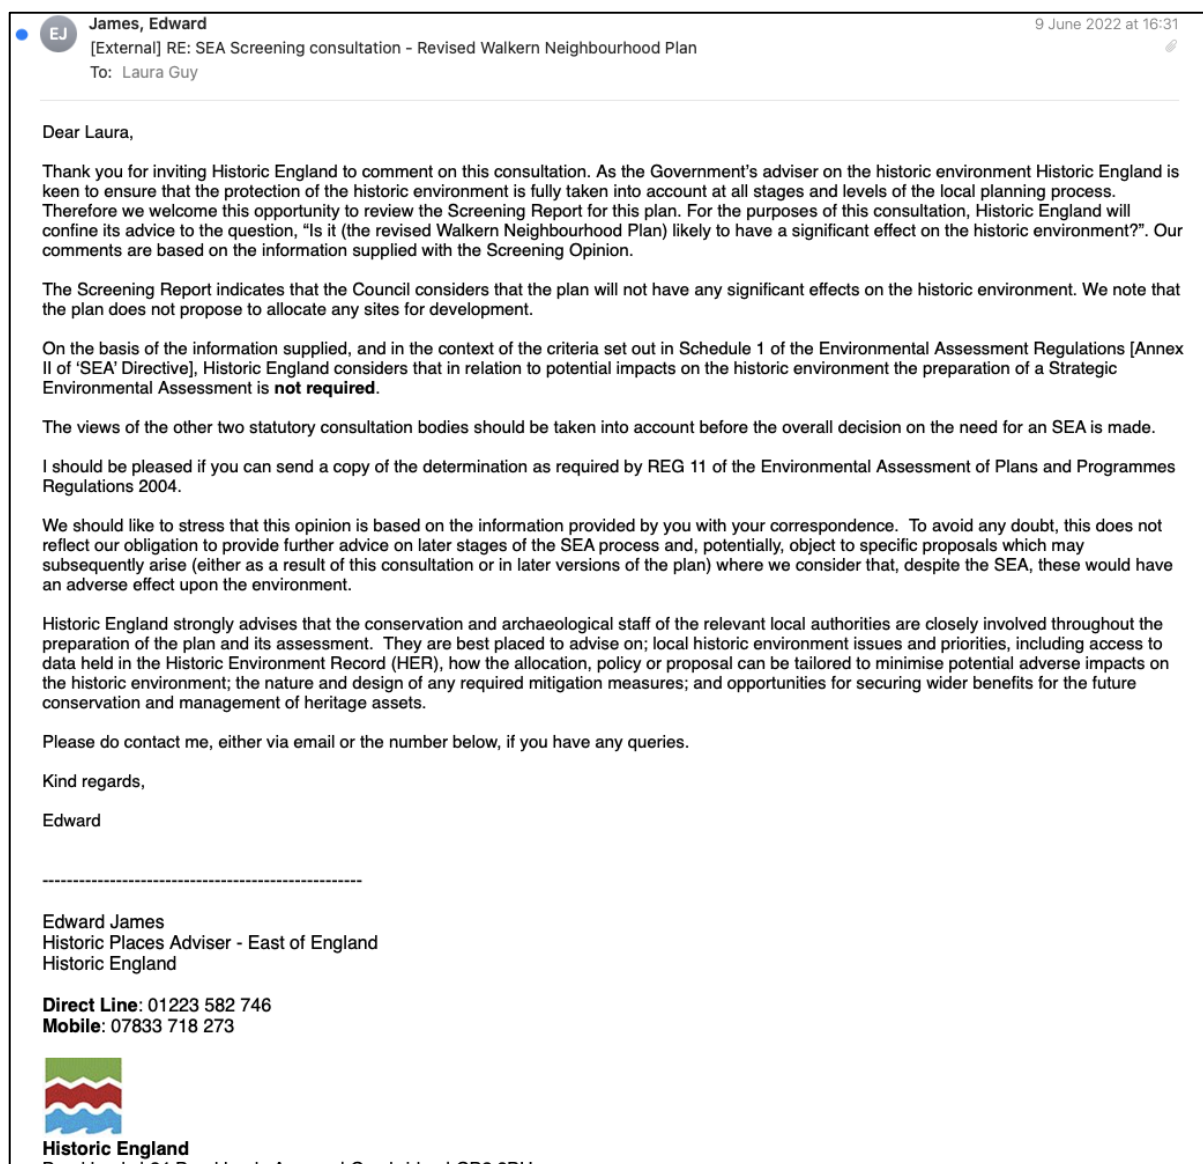 EJ
James, Edward
9 June 2022 at 16:31
[External] RE: SEA Screening consultation - Revised Walkern Neighbourhood Plan
To: Laura Guy
Dear Laura,
Thank you for inviting Historic England to comment on this consultation. As the Government’s adviser on the historic environment Historic England is
keen to ensure that the protection of the historic environment is fully taken into account at all stages and levels of the local planning process.
Therefore we welcome this opportunity to review the Screening Report for this plan. For the purposes of this consultation, Historic England will
confine its advice to the question, “Is it (the revised Walkern Neighbourhood Plan) likely to have a significant effect on the historic environment?”. Our
comments are based on the information supplied with the Screening Opinion.
The Screening Report indicates that the Council considers that the plan will not have any significant effects on the historic environment. We note that
the plan does not propose to allocate any sites for development.
On the basis of the information supplied, and in the context of the criteria set out in Schedule 1 of the Environmental Assessment Regulations [Annex
II of ‘SEA’ Directive], Historic England considers that in relation to potential impacts on the historic environment the preparation of a Strategic
Environmental Assessment is not required.
The views of the other two statutory consultation bodies should be taken into account before the overall decision on the need for an SEA is made.
I should be pleased if you can send a copy of the determination as required by REG 11 of the Environmental Assessment of Plans and Programmes
Regulations 2004.
We should like to stress that this opinion is based on the information provided by you with your correspondence.  To avoid any doubt, this does not
reflect our obligation to provide further advice on later stages of the SEA process and, potentially, object to specific proposals which may
subsequently arise (either as a result of this consultation or in later versions of the plan) where we consider that, despite the SEA, these would have
an adverse effect upon the environment.
Historic England strongly advises that the conservation and archaeological staff of the relevant local authorities are closely involved throughout the
preparation of the plan and its assessment.  They are best placed to advise on; local historic environment issues and priorities, including access to
data held in the Historic Environment Record (HER), how the allocation, policy or proposal can be tailored to minimise potential adverse impacts on
the historic environment; the nature and design of any required mitigation measures; and opportunities for securing wider benefits for the future
conservation and management of heritage assets.
Please do contact me, either via email or the number below, if you have any queries.
Kind regards,
Edward
-----------------------------------------------------
Edward James
Historic Places Adviser - East of England
Historic England
Direct Line: 01223 582 746
Mobile: 07833 718 273
Historic England